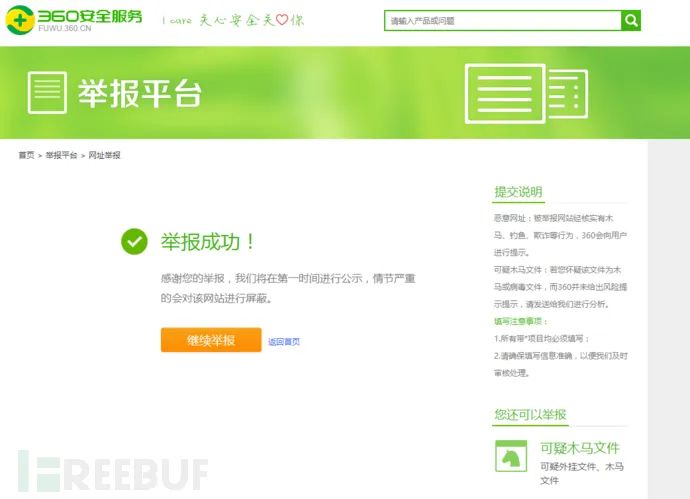 360安全服务
FUWU.360.CN
I care 关心安全关♡你
请输入产品或问题
举报平台
首页 > 举报平台 > 网址举报
举报成功！
感谢您的举报，我们将在第一时间进行公示，情节严重
的会对该网站进行屏蔽。
继续举报
返回首页
提交说明
恶意网址：被举报网站经核实有木
马、钓鱼、欺诈等行为，360会向用户
进行提示。
可疑木马文件：若您怀疑该文件为木
马或病毒文件，而360并未给出风险提
示提示，请发送给我们进行分析。
填写注意事项：
1.所有带*项目均必须填写；
2.请确保填写信息准确，以便我们及时
审核处理。
您还可以举报
可疑木马文件
可疑外挂文件、木马
文件
FREEBUF